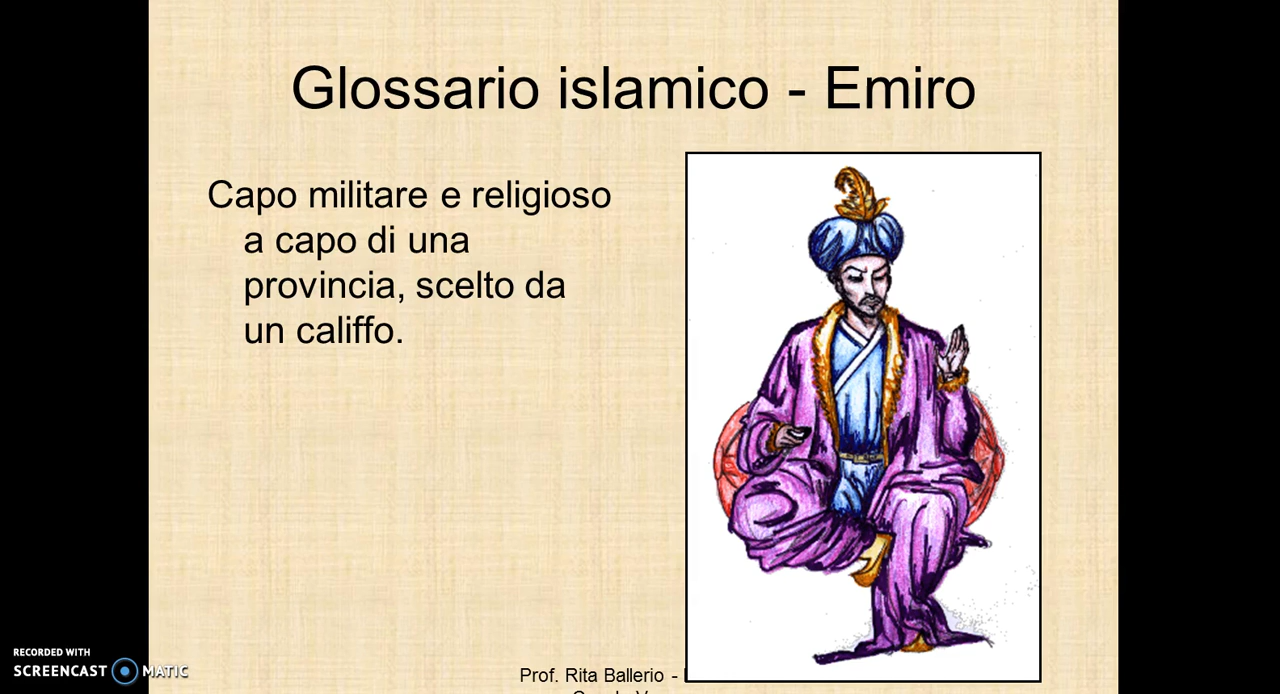 Glossario islamico - Emiro
Capo militare e religioso
a capo di una
provincia, scelto da
un califfo.
RECORDED WITH
SCREENCAST MATIC
Prof. Rita Ballerio -